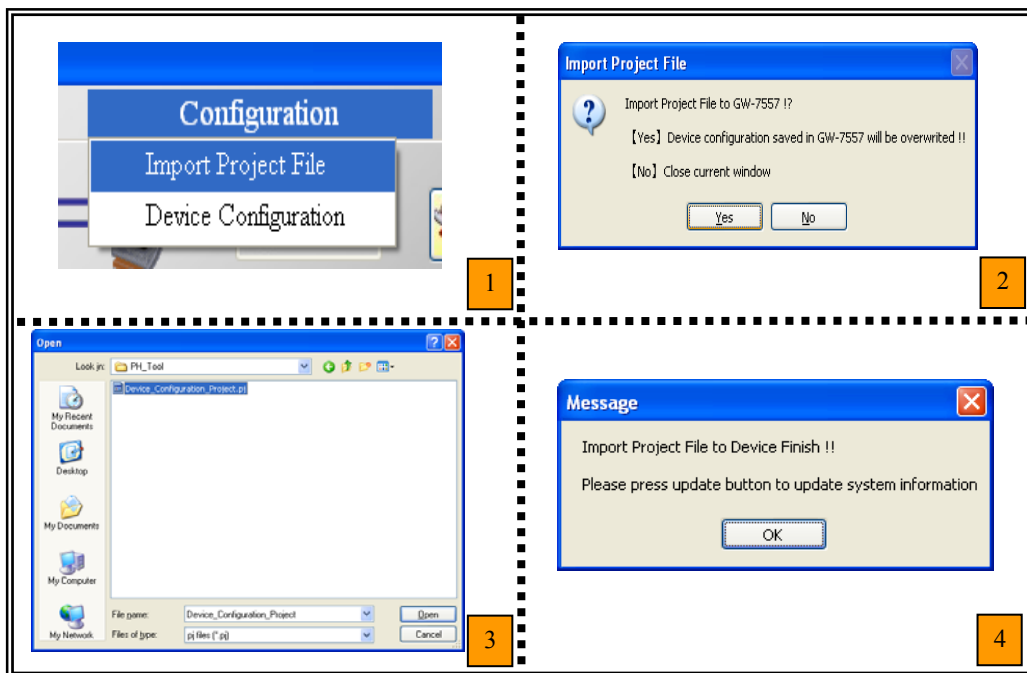 Configuration
Import Project File
Device Configuration
1
Import Project File
Import Project File to GW-7557 !?
【Yes】Device configuration saved in GW-7557 will be overwrited !!
【No】Close current window
Yes No
2
Open
Look in: PH_Tool
Device_Configuration_Project.pj
My Recent
Documents
Desktop
My Documents
My Computer
My Network
File name: Device_Configuration_Project Open
Files of type: pj files (*.pj) Cancel
3
Message
Import Project File to Device Finish !!
Please press update button to update system information
OK
4